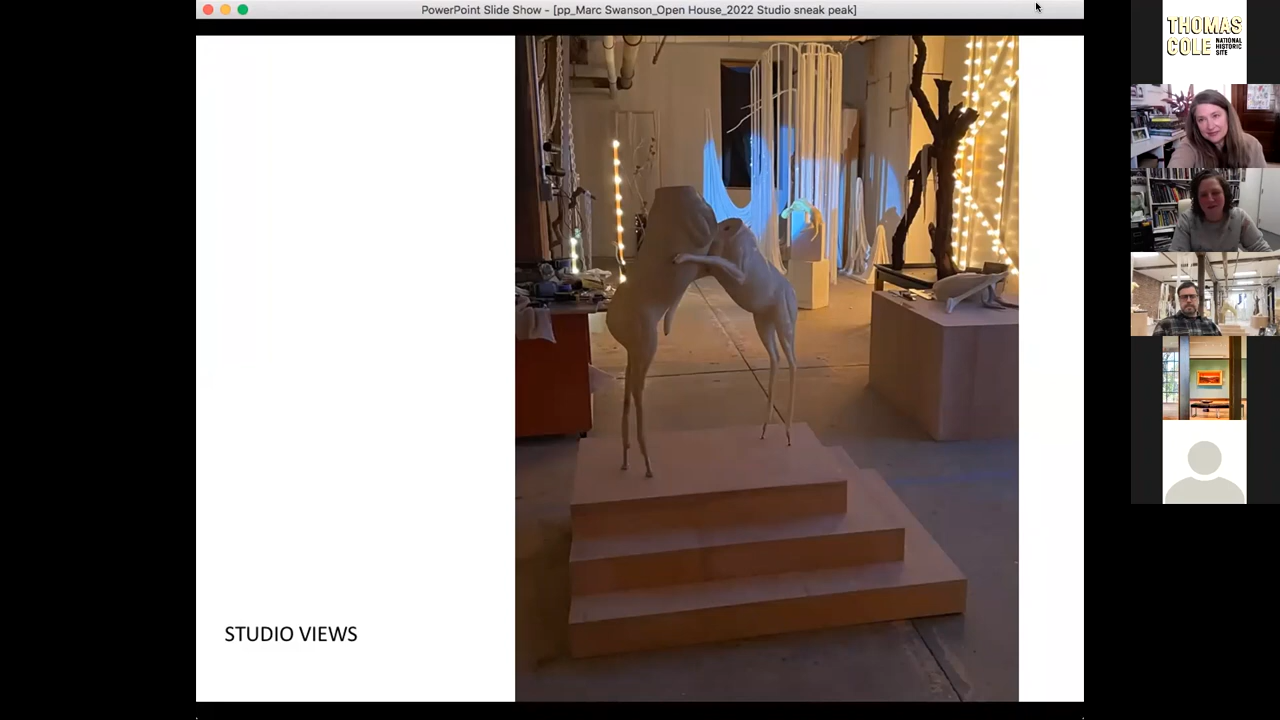 PowerPoint Slide Show - [pp_Marc Swanson_Open House_2022 Studio sneak peak]
THOMAS
COLE NATIONAL
HISTORIC
SITE
STUDIO VIEWS